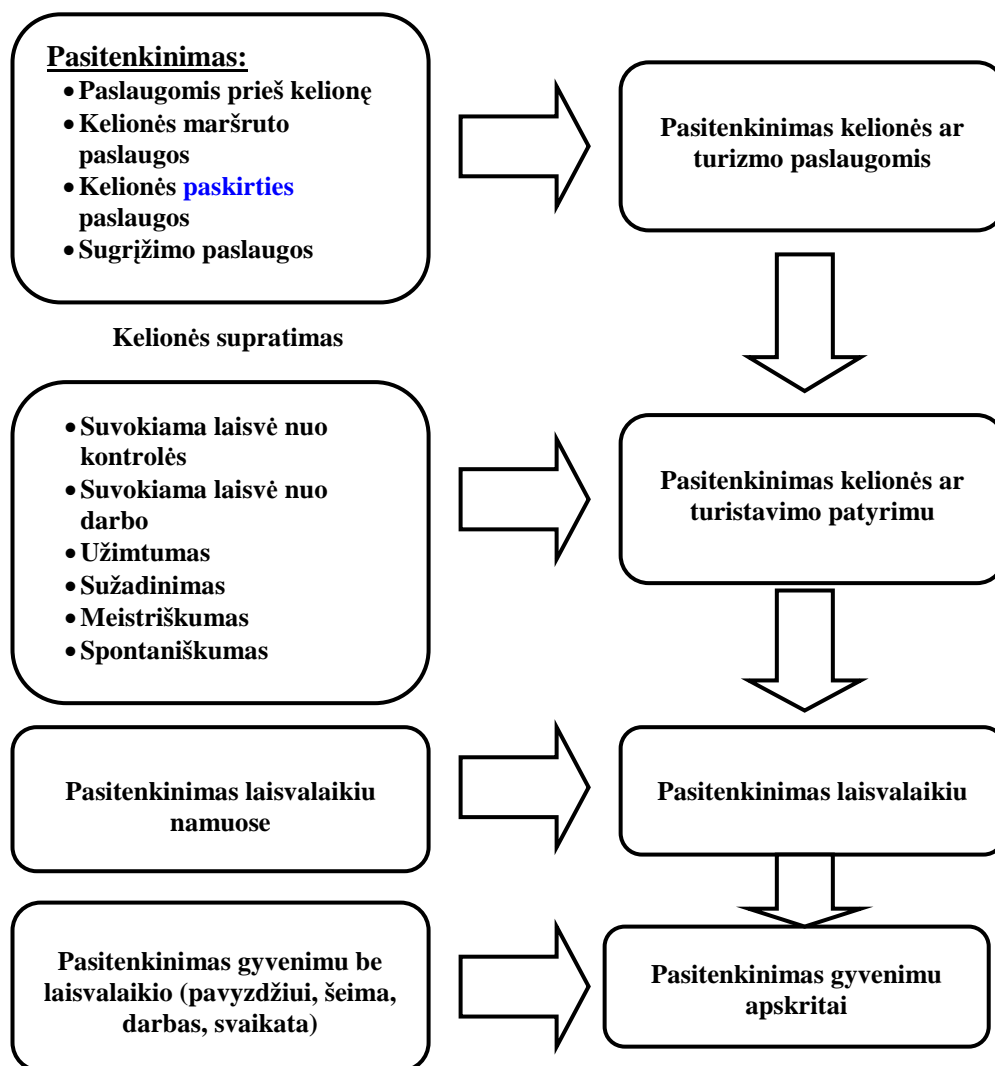 Pasitenkinimas:
• Paslaugomis prieš kelionę
• Kelionės maršruto
paslaugos
• Kelionės paskirties
paslaugos
• Sugrįžimo paslaugos
Pasitenkinimas kelionės ar
turizmo paslaugomis
Kelionės supratimas
• Suvokiama laisvė nuo
kontrolės
• Suvokiama laisvė nuo
darbo
• Užimtumas
• Sužadinimas
• Meistriškumas
• Spontaniškumas
Pasitenkinimas kelionės ar
turistavimo patyrimu
Pasitenkinimas laisvalaikiu
namuose
Pasitenkinimas laisvalaikiu
Pasitenkinimas gyvenimu be
laisvalaikio (pavyzdžiui, šeima,
darbas, svaikata)
Pasitenkinimas gyvenimu
apskritai